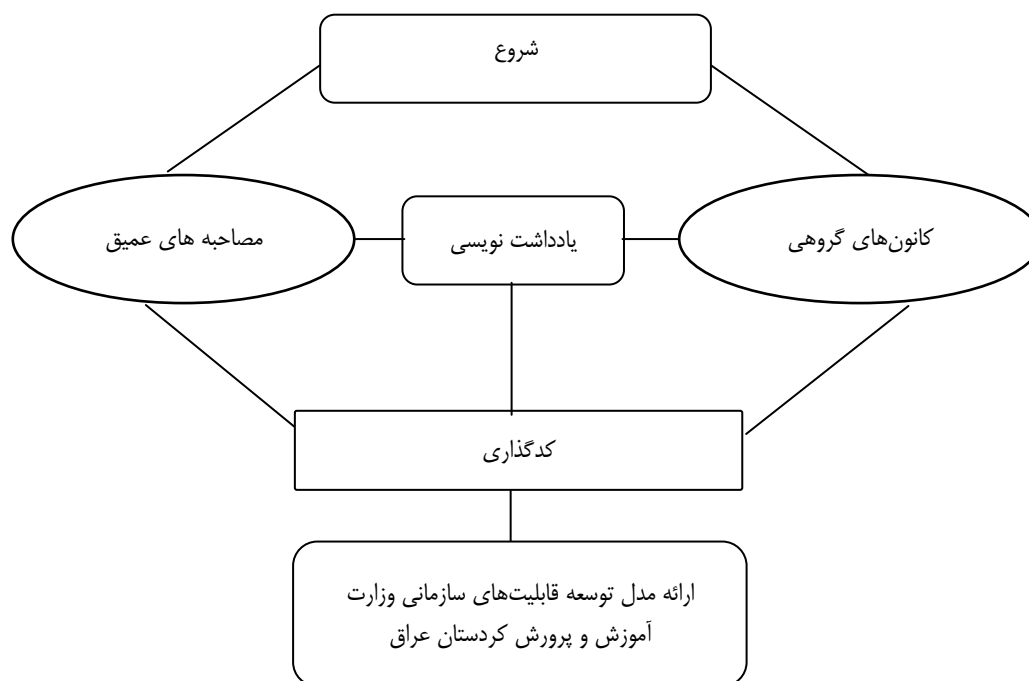 شروع
کانون‌های گروهی
یادداشت نویسی
مصاحبه های عمیق
کدگذاری
ارائه مدل توسعه قابلیت‌های سازمانی وزارت
آموزش و پرورش کردستان عراق